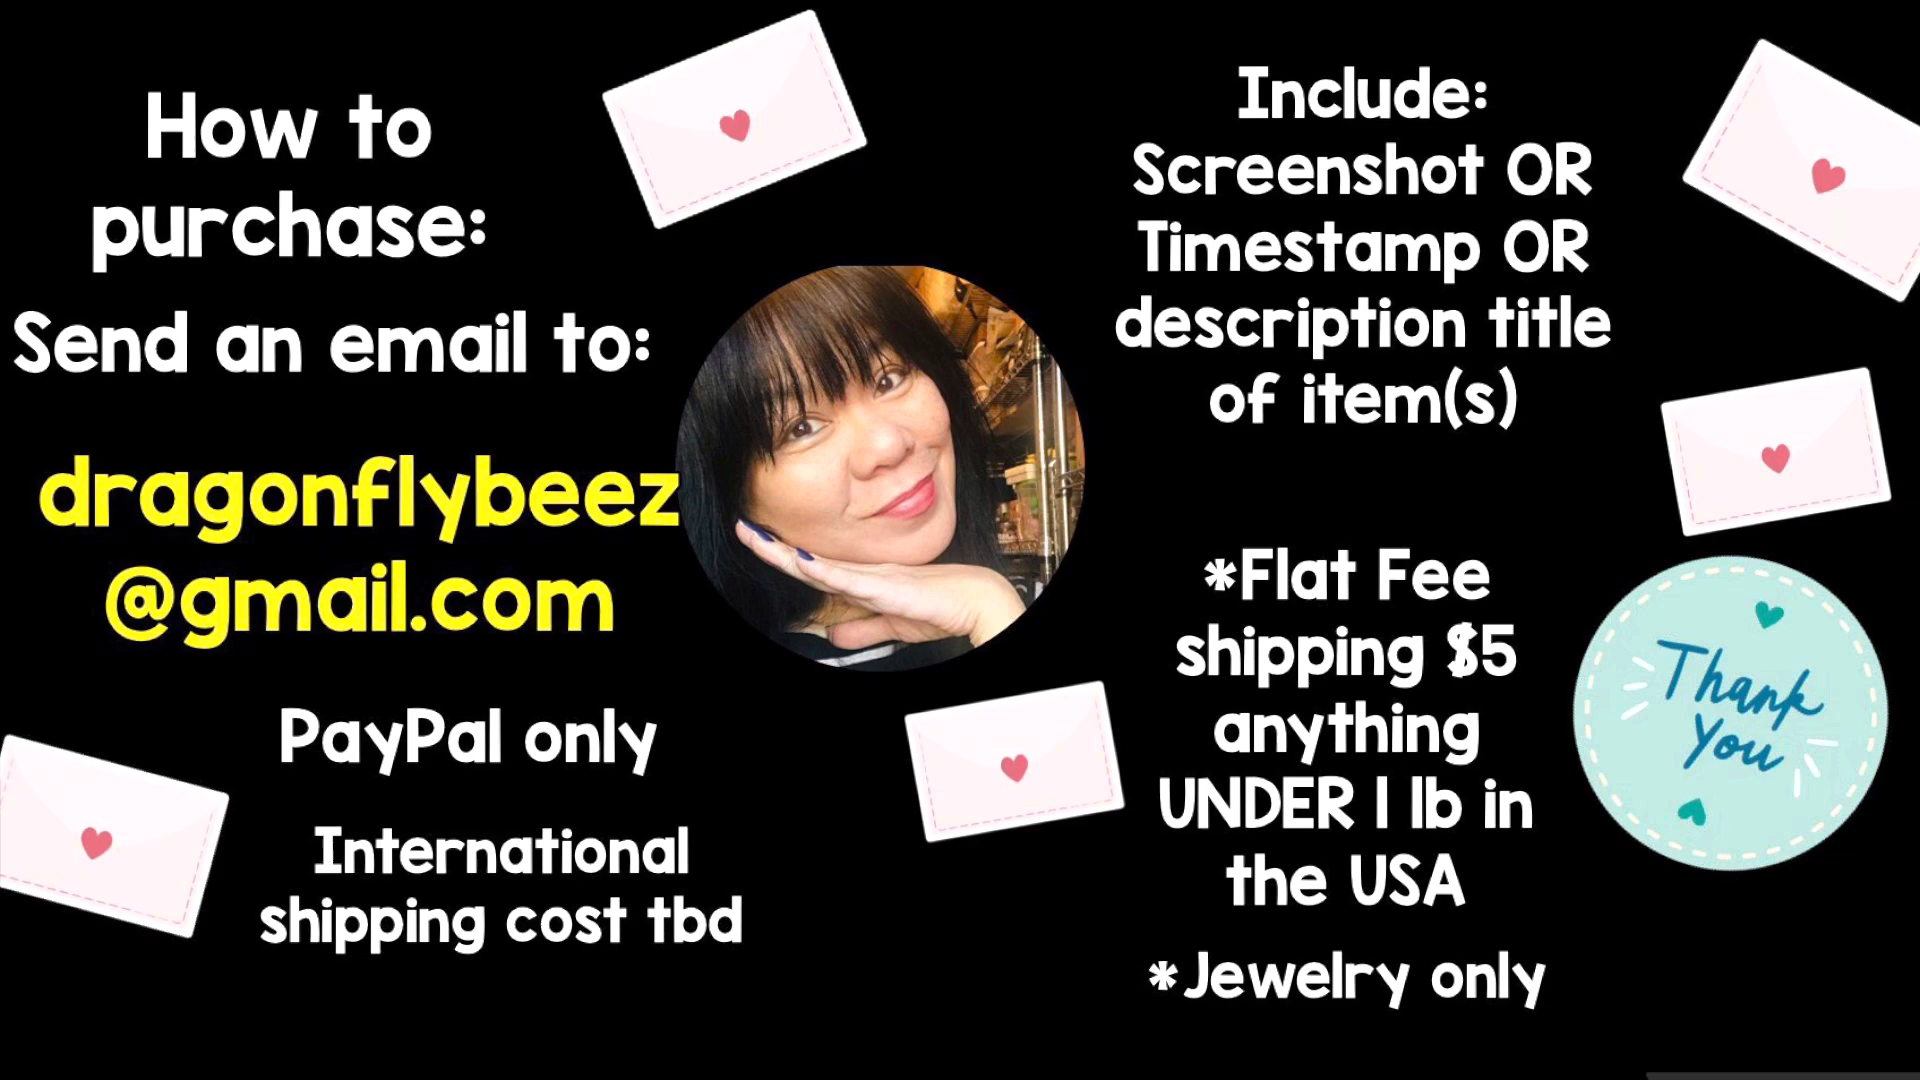 How to
purchase:
Send an email to:
dragonflybeez
@gmail.com
PayPal only
International
shipping cost tbd
Include:
Screenshot OR
Timestamp OR
description title
of item(s)
*Flat Fee
shipping $5
anything
UNDER 1 lb in
the USA
*Jewelry only
Thank
You